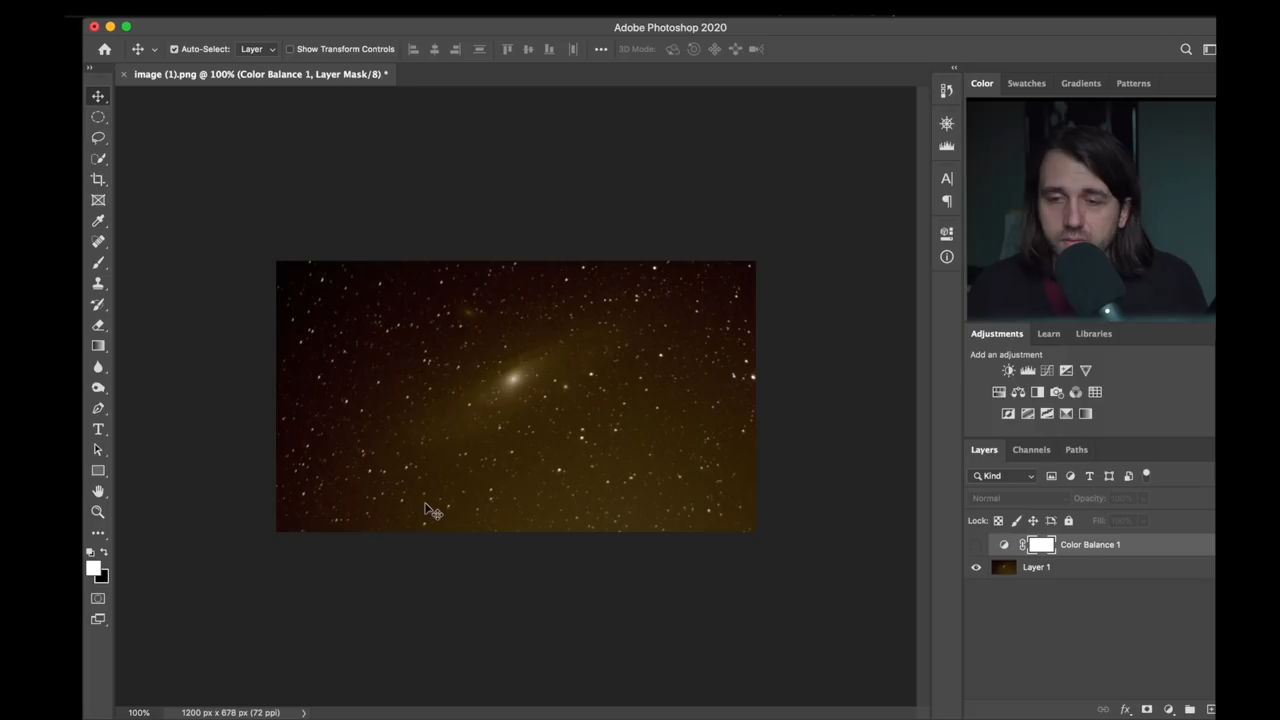 Adobe Photoshop 2020
Auto-Select: Layer Show Transform Controls 3D Mode:
image (1).png @ 100% (Color Balance 1, Layer Mask/8) *
Color Swatches Gradients Patterns
Adjustments Learn Libraries
Add an adjustment
Layers Channels Paths
Kind
Normal Opacity: 100%
Lock: Fill: 100%
Color Balance 1
Layer 1
100% 1200 px x 678 px (72 ppi)